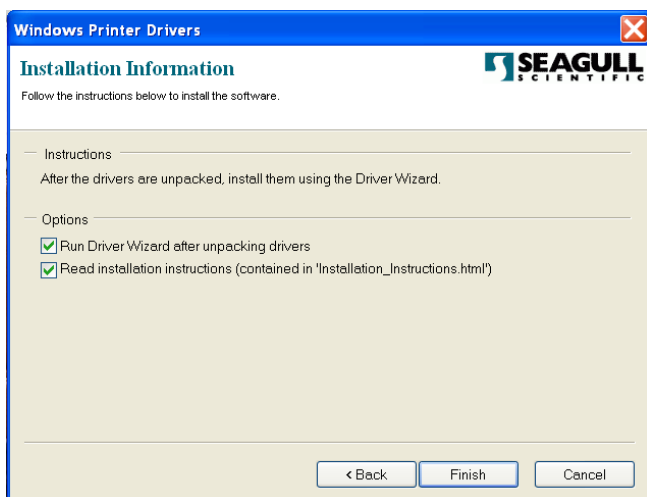 Windows Printer Drivers
Installation Information
SEAGULL
SCIENTIFIC
Follow the instructions below to install the software.
Instructions
After the drivers are unpacked, install them using the Driver Wizard.
Options
Run Driver Wizard after unpacking drivers
Read installation instructions (contained in 'Installation_Instructions.html')
< Back
Finish
Cancel